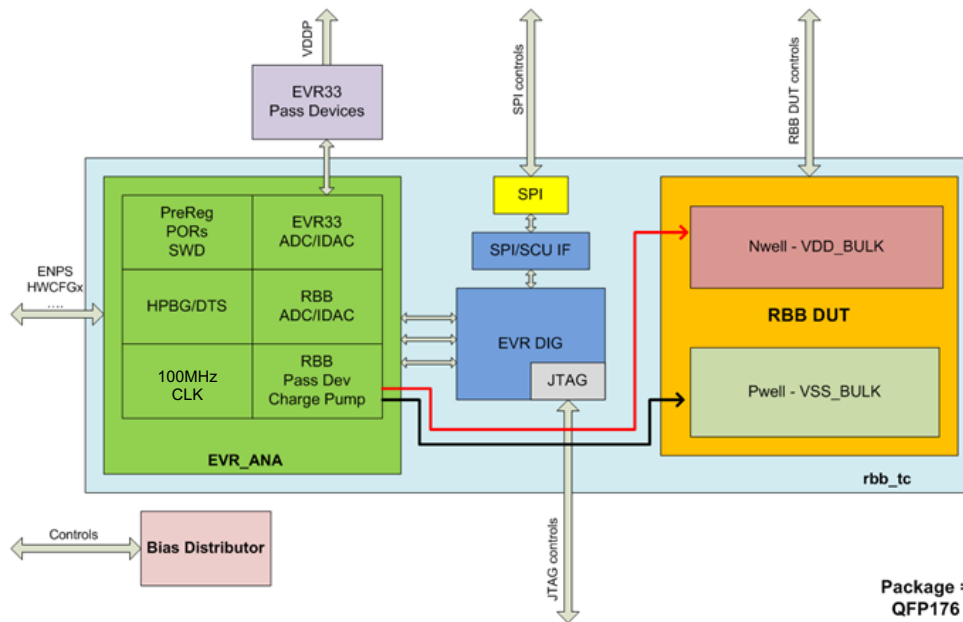 VDDP
EVR33
Pass Devices
SPI controls
RBB DUT controls
ENPS
HWCFGx
....
PreReg
PORs
SWD
EVR33
ADC/IDAC
HPBG/DTS
RBB
ADC/IDAC
100MHz
CLK
RBB
Pass Dev
Charge Pump
EVR_ANA
SPI
SPI/SCU IF
EVR DIG
JTAG
Nwell - VDD_BULK
RBB DUT
Pwell - VSS_BULK
rbb_tc
Controls
Bias Distributor
JTAG controls
Package =
QFP176